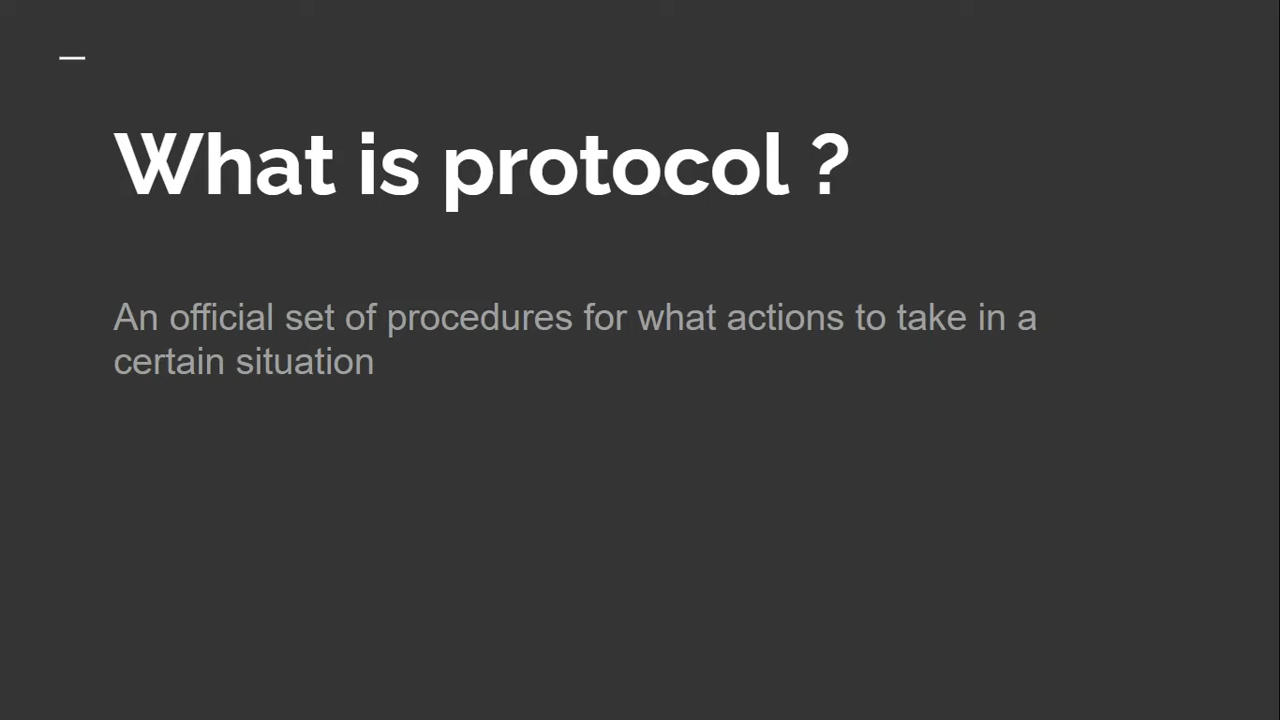 What is protocol ?
An official set of procedures for what actions to take in a
certain situation